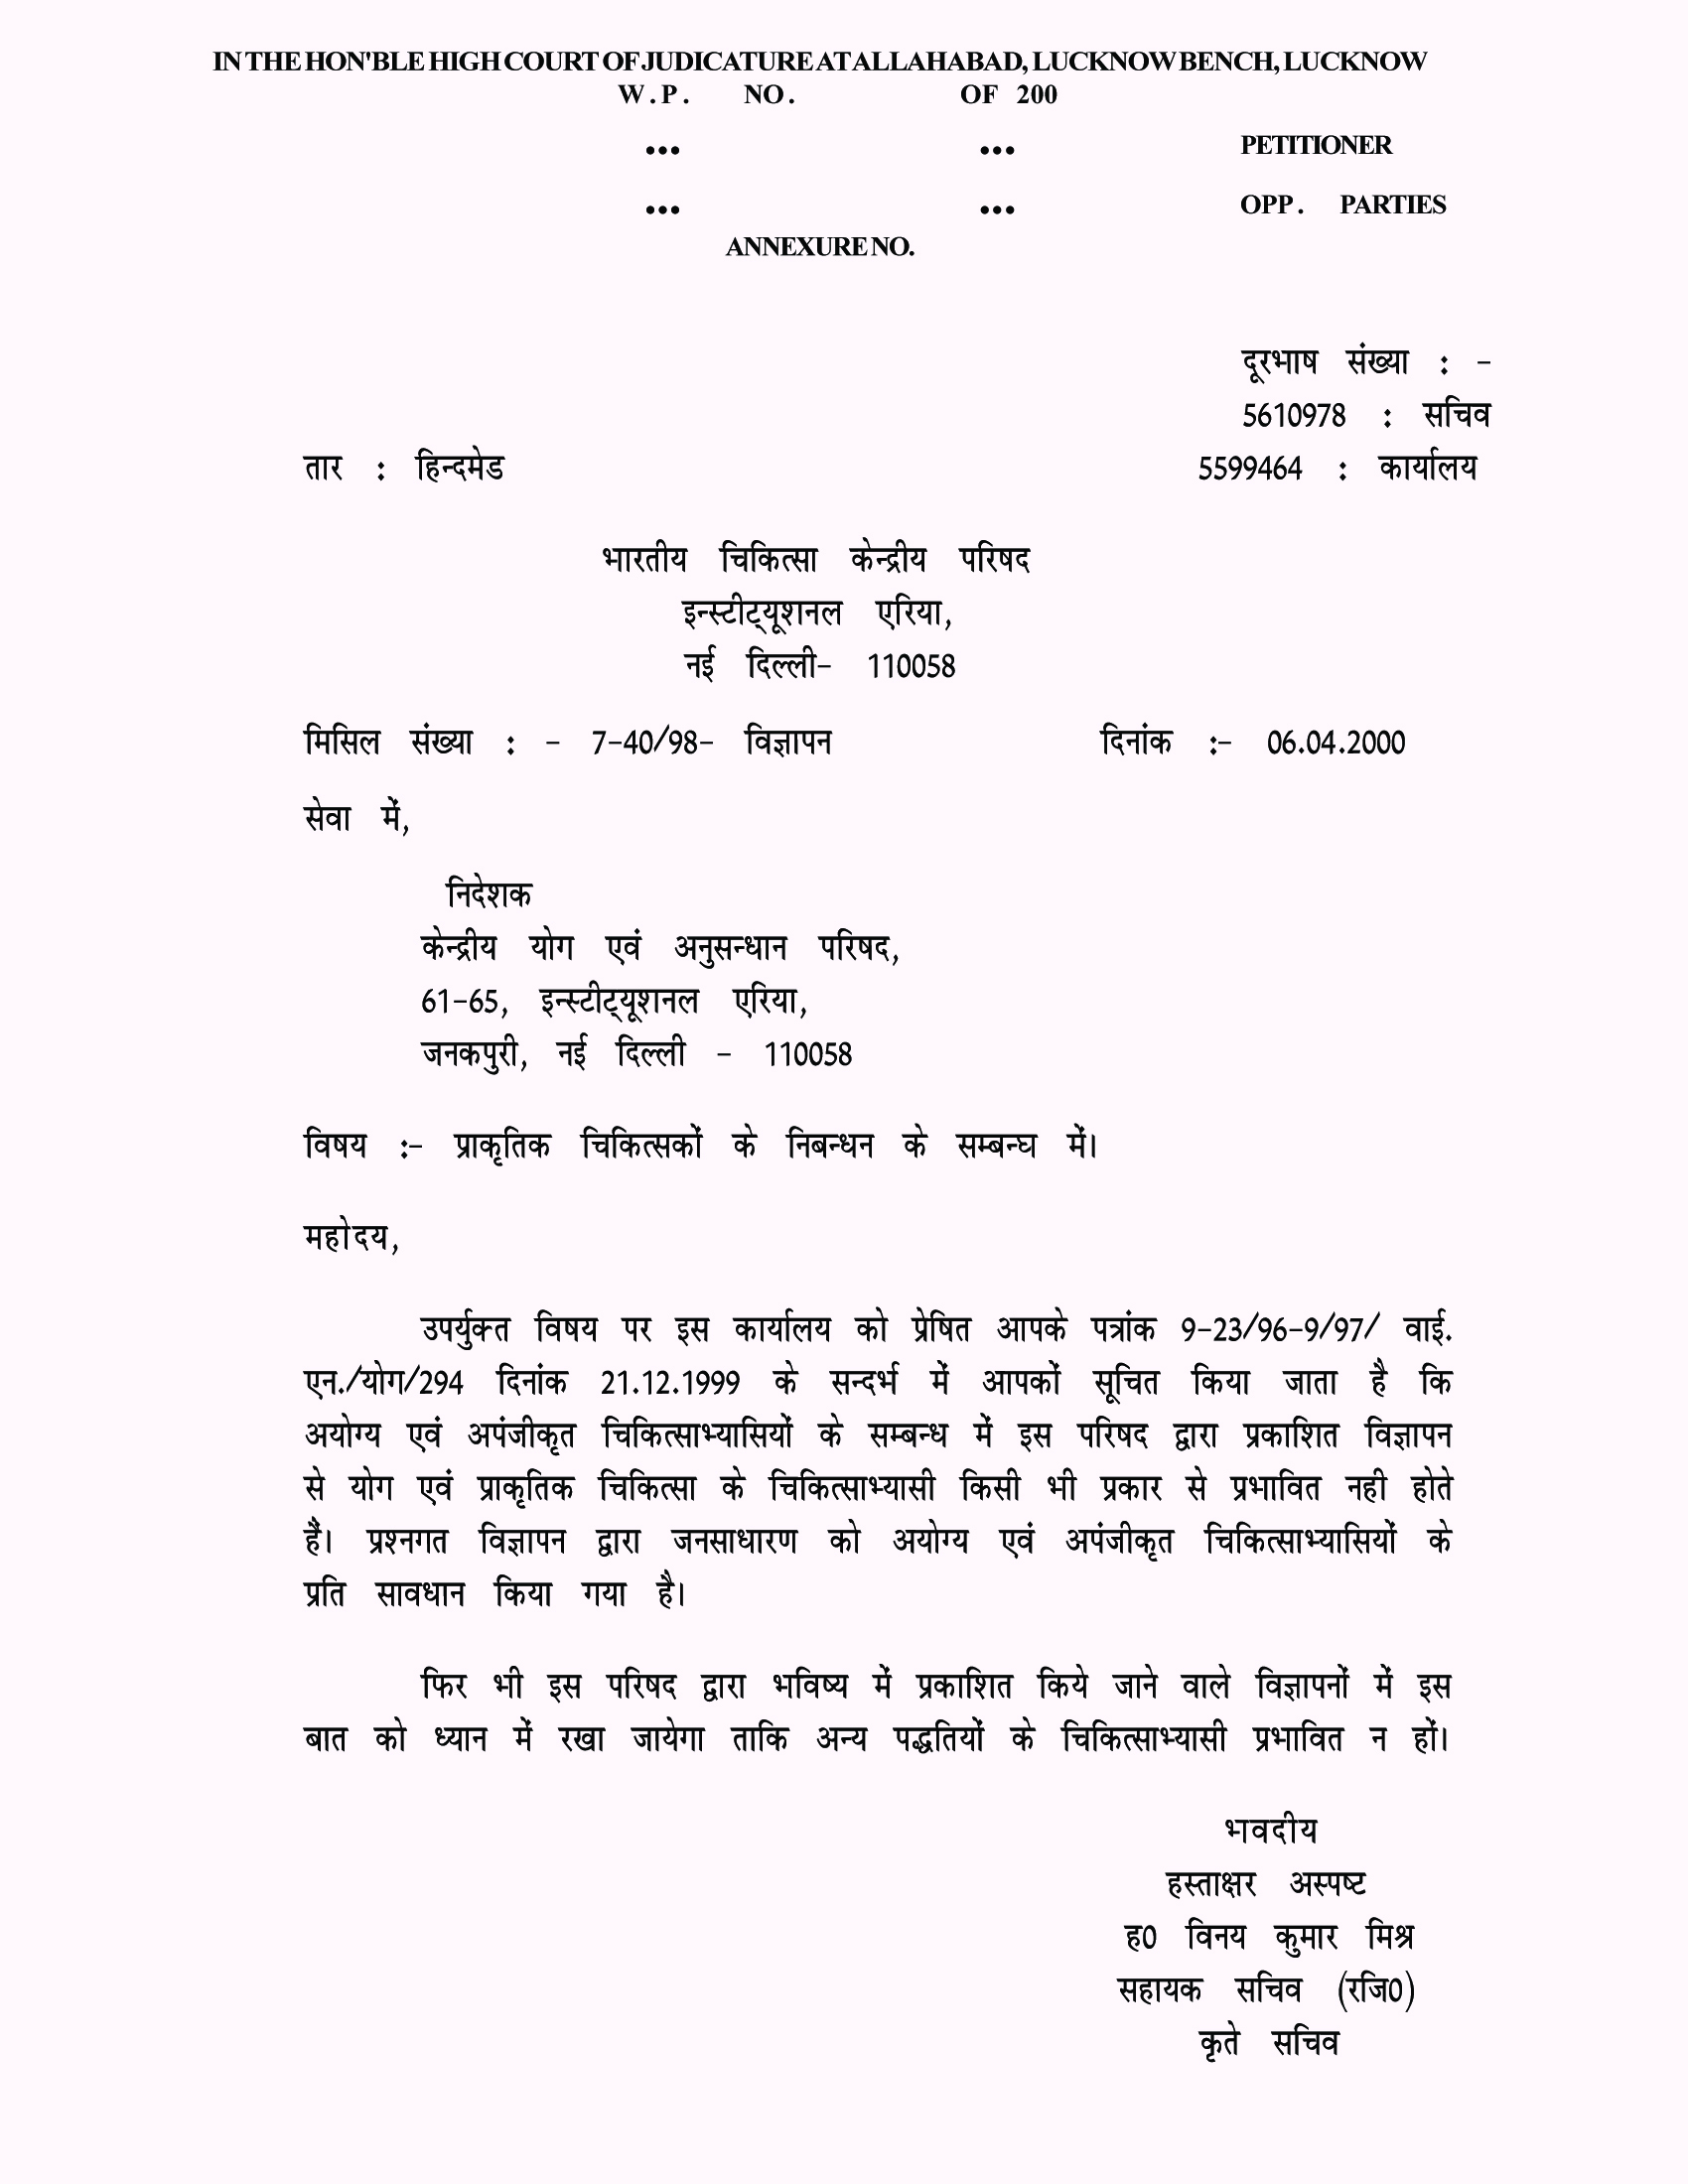 IN THE HON'BLE HIGH COURT OF JUDICATURE AT ALLAHABAD, LUCKNOW BENCH, LUCKNOW
W.P. NO. OF 200
... ... PETITIONER
... ... OPP. PARTIES
ANNEXURE NO.
दूरभाष संख्या : -
5610978 : सचिव
तार : हिन्दमेड 5599464 : कार्यालय
भारतीय चिकित्सा केन्द्रीय परिषद
इन्स्टीट्यूशनल एरिया,
नई दिल्ली- 110058
मिसिल संख्या : - 7-40/98- विज्ञापन दिनांक :- 06.04.2000
सेवा में,
निदेशक
केन्द्रीय योग एवं अनुसन्धान परिषद,
61-65, इन्स्टीट्यूशनल एरिया,
जनकपुरी, नई दिल्ली - 110058
विषय :- प्राकृतिक चिकित्सकों के निबन्धन के सम्बन्घ में।
महोदय,
उपर्युक्त विषय पर इस कार्यालय को प्रेषित आपके पत्रांक 9-23/96-9/97/ वाई.
एन./योग/294 दिनांक 21.12.1999 के सन्दर्भ में आपकों सूचित किया जाता है कि
अयोग्य एवं अपंजीकृत चिकित्साभ्यासियों के सम्बन्ध में इस परिषद द्वारा प्रकाशित विज्ञापन
से योग एवं प्राकृतिक चिकित्सा के चिकित्साभ्यासी किसी भी प्रकार से प्रभावित नही होते
हैं। प्रश्नगत विज्ञापन द्वारा जनसाधारण को अयोग्य एवं अपंजीकृत चिकित्साभ्यासियों के
प्रति सावधान किया गया है।
फिर भी इस परिषद द्वारा भविष्य में प्रकाशित किये जाने वाले विज्ञापनों में इस
बात को ध्यान में रखा जायेगा ताकि अन्य पद्धतियों के चिकित्साभ्यासी प्रभावित न हों।
भवदीय
हस्ताक्षर अस्पष्ट
ह0 विनय कुमार मिश्र
सहायक सचिव (रजि0)
कृते सचिव